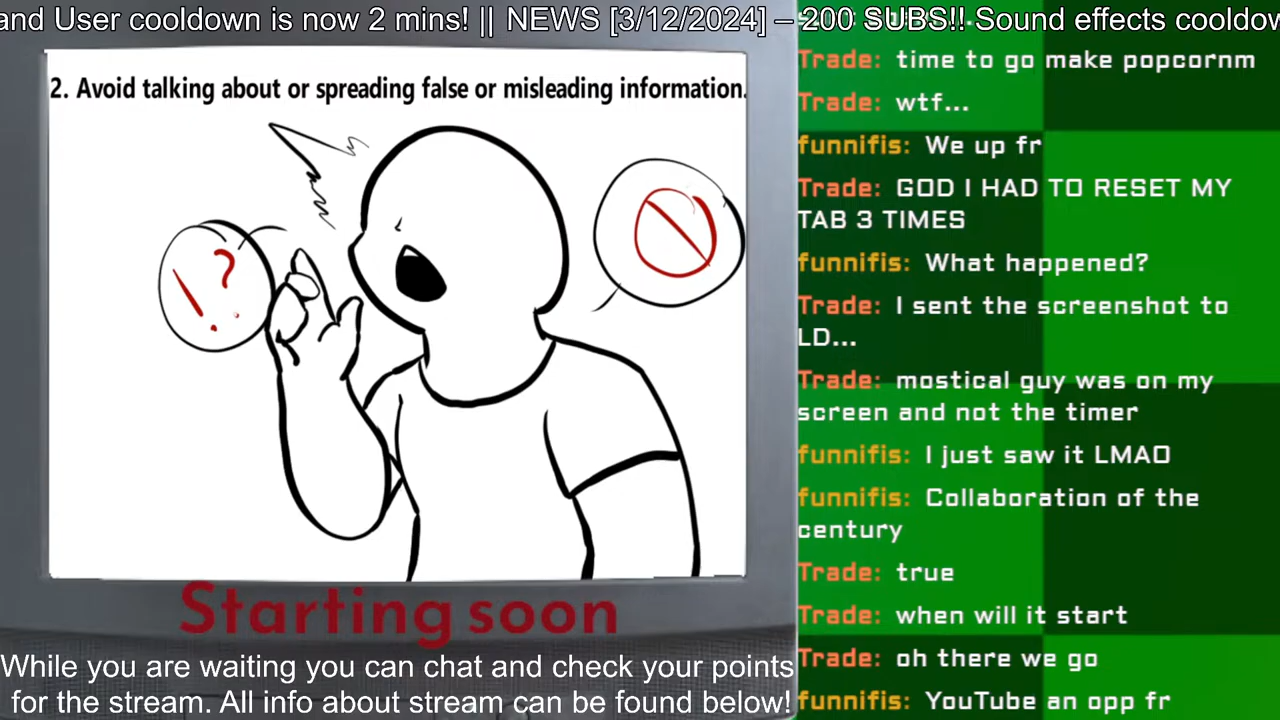 and User cooldown is now 2 mins! || NEWS [3/12/2024] – 200 SUBS!! Sound effects cooldow
2. Avoid talking about or spreading false or misleading information.
! ?
Starting soon
While you are waiting you can chat and check your points
for the stream. All info about stream can be found below!
Trade: time to go make popcornm
Trade: wtf...
funnifis: We up fr
Trade: GOD I HAD TO RESET MY
TAB 3 TIMES
funnifis: What happened?
Trade: I sent the screenshot to
LD...
Trade: mostical guy was on my
screen and not the timer
funnifis: I just saw it LMAO
funnifis: Collaboration of the
century
Trade: true
Trade: when will it start
Trade: oh there we go
funnifis: YouTube an opp fr